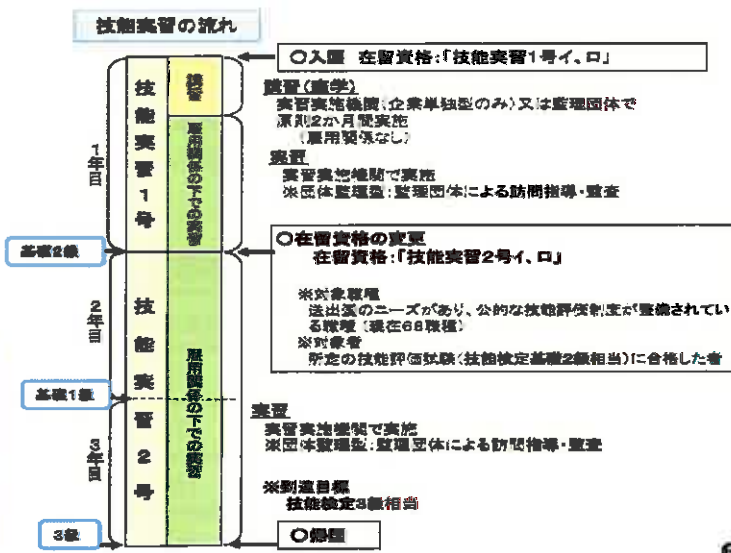 技能実習の流れ
○入国 在留資格:「技能実習1号イ、ロ」
技能実習1号
講習
雇用関係の下での実習
1年目
講習(座学)
実習実施機関(企業単独型のみ)又は監理団体で
原則2か月間実施
(雇用関係なし)
実習
実習実施機関で実施
※団体監理型:監理団体による訪問指導・監査
基礎2級
○在留資格の変更
在留資格:「技能実習2号イ、ロ」
※対象職種
送出国のニーズがあり、公的な技能評価制度が整備されてい
る職種(現在68職種)
※対象者
所定の技能評価試験(技能検定基礎2級相当)に合格した者
2年目
技能実習2号
雇用関係の下での実習
基礎1級
3年目
実習
実習実施機関で実施
※団体監理型:監理団体による訪問指導・監査
※到達目標
技能検定3級相当
3級
○帰国